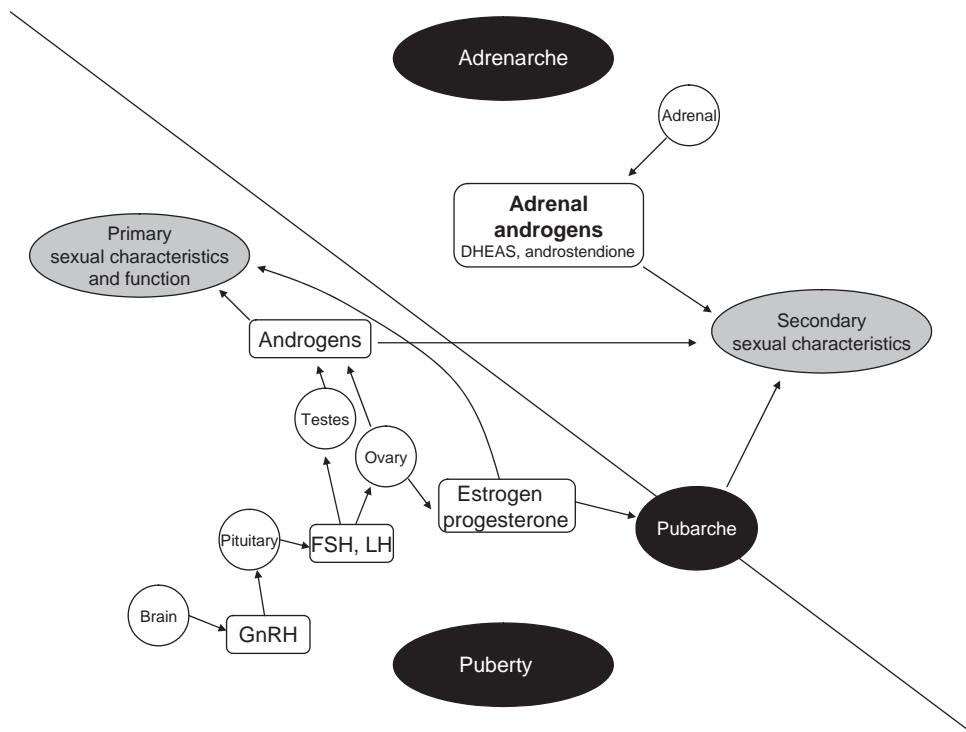 Adrenarche
Adrenal
Adrenal
androgens
DHEAS, androstendione
Primary
sexual characteristics
and function
Secondary
sexual characteristics
Androgens
Testes
Ovary
Estrogen
progesterone
Pubarche
Pituitary
FSH, LH
Brain
GnRH
Puberty